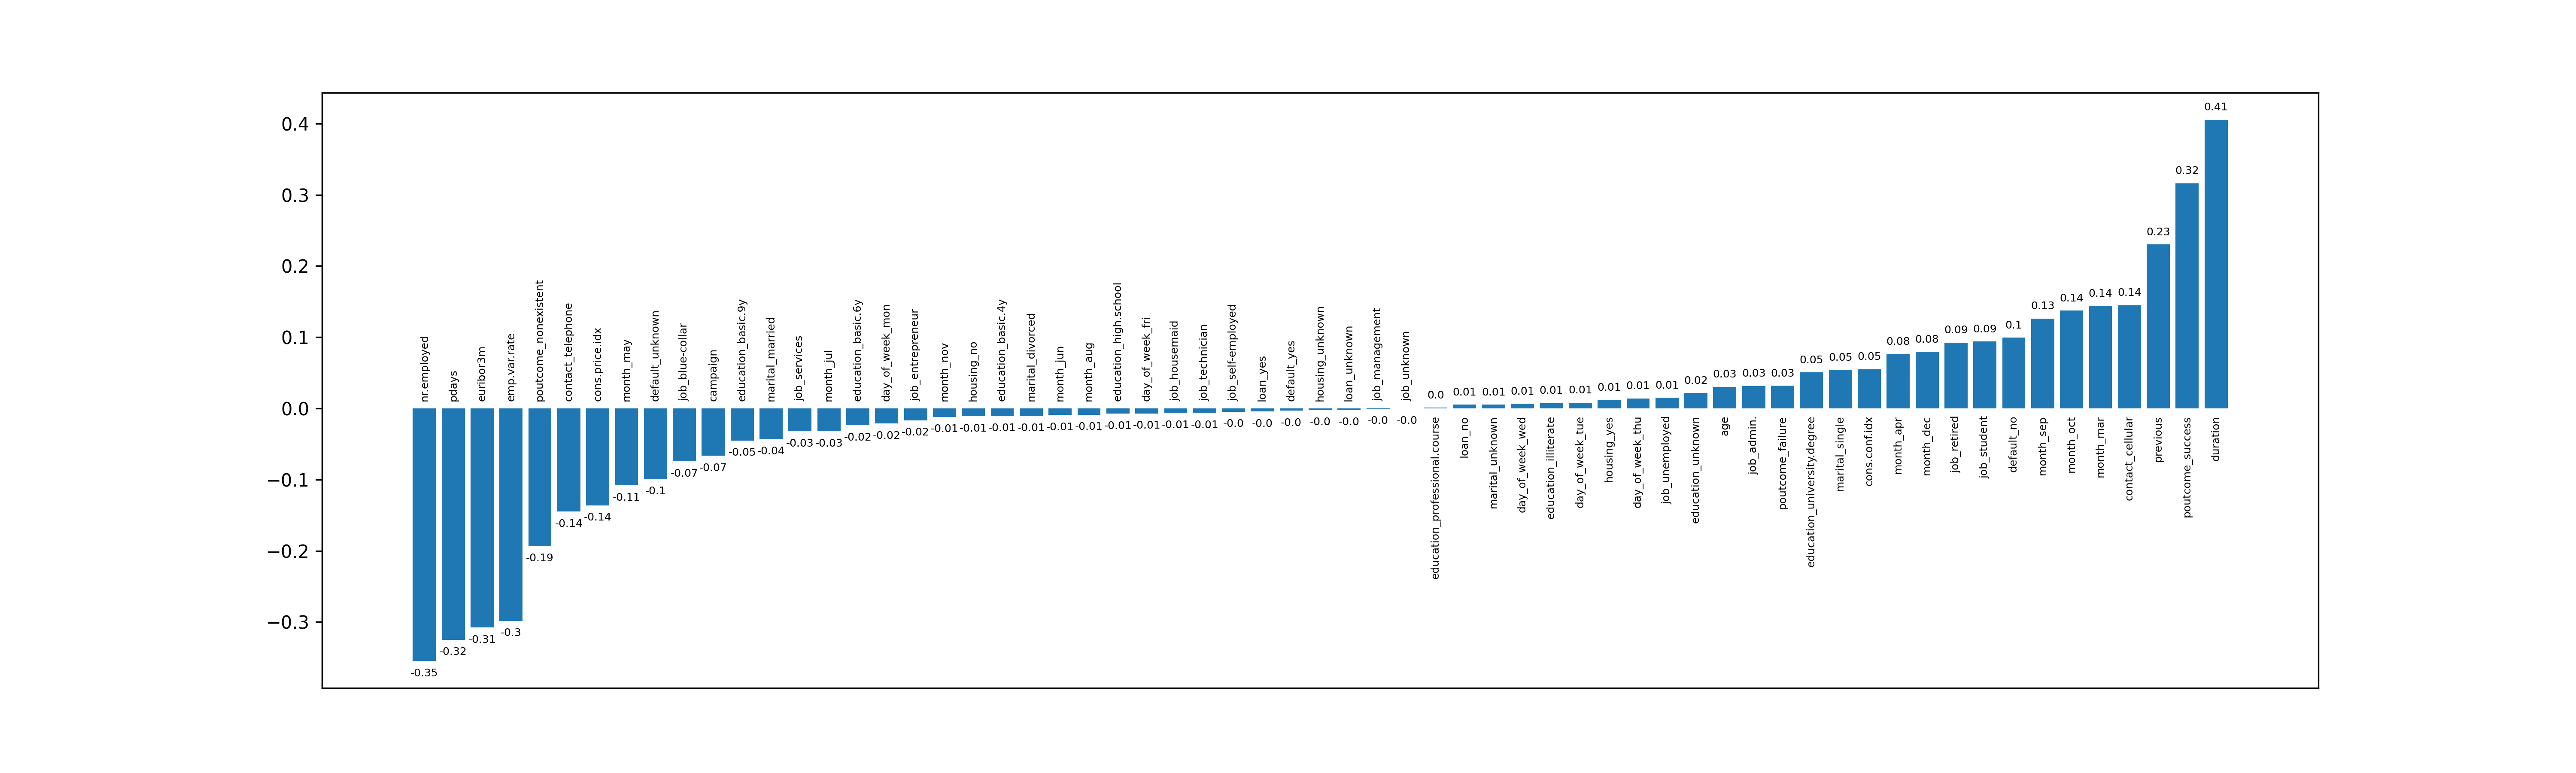 0.4
0.3
0.2
0.1
0.0
−0.1
−0.2
−0.3
nr.employed
pdays
euribor3m
emp.var.rate
poutcome_nonexistent
contact_telephone
cons.price.idx
month_may
default_unknown
job_blue-collar
campaign
education_basic.9y
marital_married
job_services
month_jul
education_basic.6y
day_of_week_mon
job_entrepreneur
month_nov
housing_no
education_basic.4y
marital_divorced
month_jun
month_aug
education_high.school
day_of_week_fri
job_housemaid
job_technician
job_self-employed
loan_yes
default_yes
housing_unknown
loan_unknown
job_management
job_unknown
-0.35
-0.32
-0.31
-0.3
-0.19
-0.14
-0.14
-0.11
-0.1
-0.07
-0.07
-0.05
-0.04
-0.03
-0.03
-0.02
-0.02
-0.02
-0.01
-0.01
-0.01
-0.01
-0.01
-0.01
-0.01
-0.01
-0.01
-0.01
-0.0
-0.0
-0.0
-0.0
-0.0
-0.0
-0.0
0.0
0.01
0.01
0.01
0.01
0.01
0.01
0.01
0.01
0.02
0.03
0.03
0.03
0.05
0.05
0.05
0.08
0.08
0.09
0.09
0.1
0.13
0.14
0.14
0.14
0.23
0.32
0.41
education_professional.course
loan_no
marital_unknown
day_of_week_wed
education_illiterate
day_of_week_tue
housing_yes
day_of_week_thu
job_unemployed
education_unknown
age
job_admin.
poutcome_failure
education_university.degree
marital_single
cons.conf.idx
month_apr
month_dec
job_retired
job_student
default_no
month_sep
month_oct
month_mar
contact_cellular
previous
poutcome_success
duration